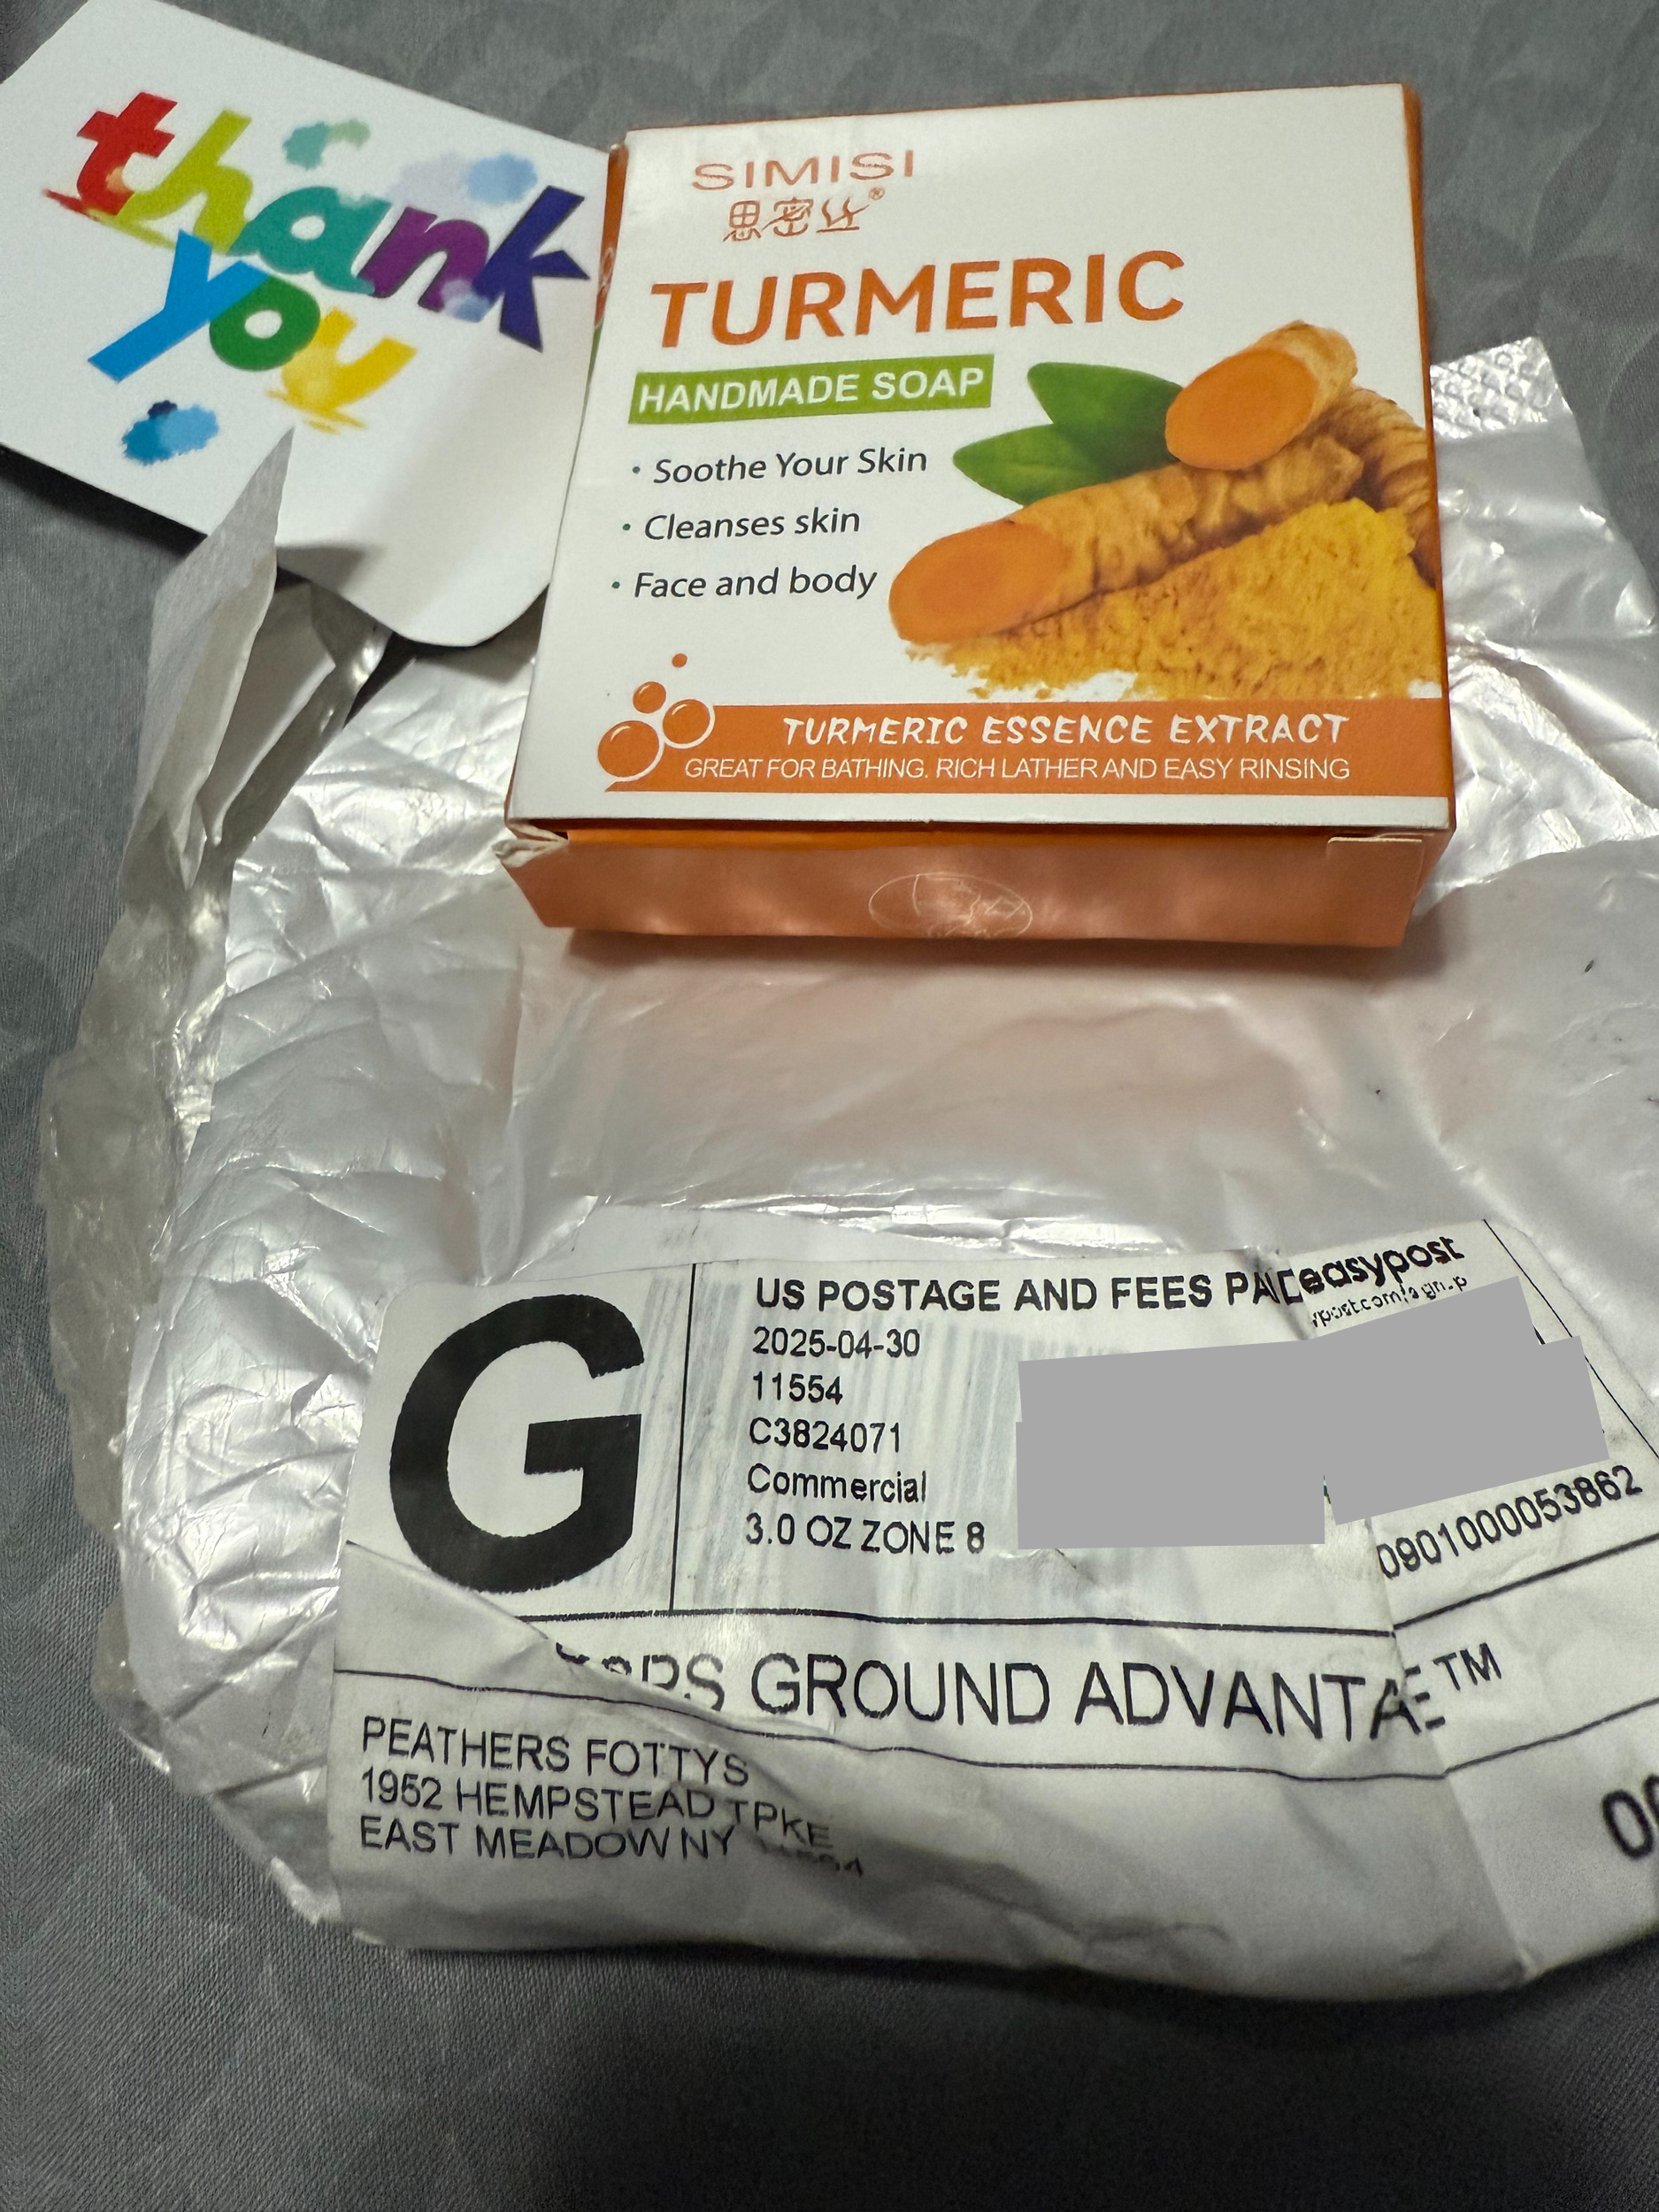 thank
you
SIMISI
思密丝®
TURMERIC
HANDMADE SOAP
• Soothe Your Skin
• Cleanses skin
• Face and body
TURMERIC ESSENCE EXTRACT
GREAT FOR BATHING. RICH LATHER AND EASY RINSING
G
US POSTAGE AND FEES PAID
easypost
2025-04-30
11554
C3824071
Commercial
3.0 OZ ZONE 8
0901000053862
GROUND ADVANTAGE™
PEATHERS FOTTYS
1952 HEMPSTEAD TPKE
EAST MEADOW NY